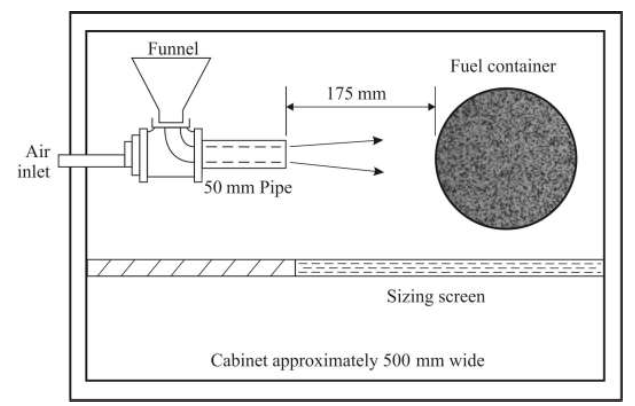 Funnel
Fuel container
175 mm
Air
inlet
50 mm Pipe
Sizing screen
Cabinet approximately 500 mm wide